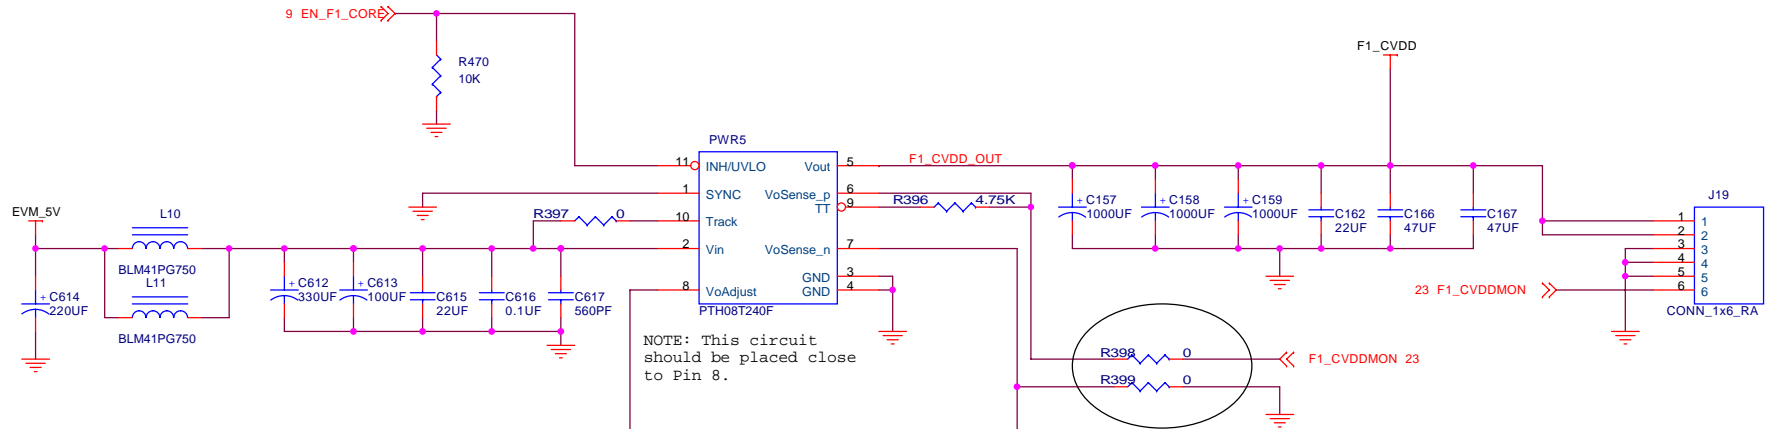 9 EN_F1_CORE
R470
10K
F1_CVDD
PWR5
11 INH/UVLO Vout 5 F1_CVDD_OUT
1 SYNC VoSense_p 6
TT 9 R396 4.75K
R397 0 10 Track
2 Vin VoSense_n 7
GND 3
8 VoAdjust GND 4
PTH08T240F
EVM_5V
L10
BLM41PG750
L11
BLM41PG750
+ C614
220UF
+ C612
330UF
+ C613
100UF
C615
22UF
C616
0.1UF
C617
560PF
NOTE: This circuit
should be placed close
to Pin 8.
+ C157
1000UF
+ C158
1000UF
+ C159
1000UF
C162
22UF
C166
47UF
C167
47UF
R398 0 F1_CVDDMON 23
R399 0
J19
1 1
2 2
3 3
4 4
5 5
6 6
23 F1_CVDDMON
CONN_1x6_RA